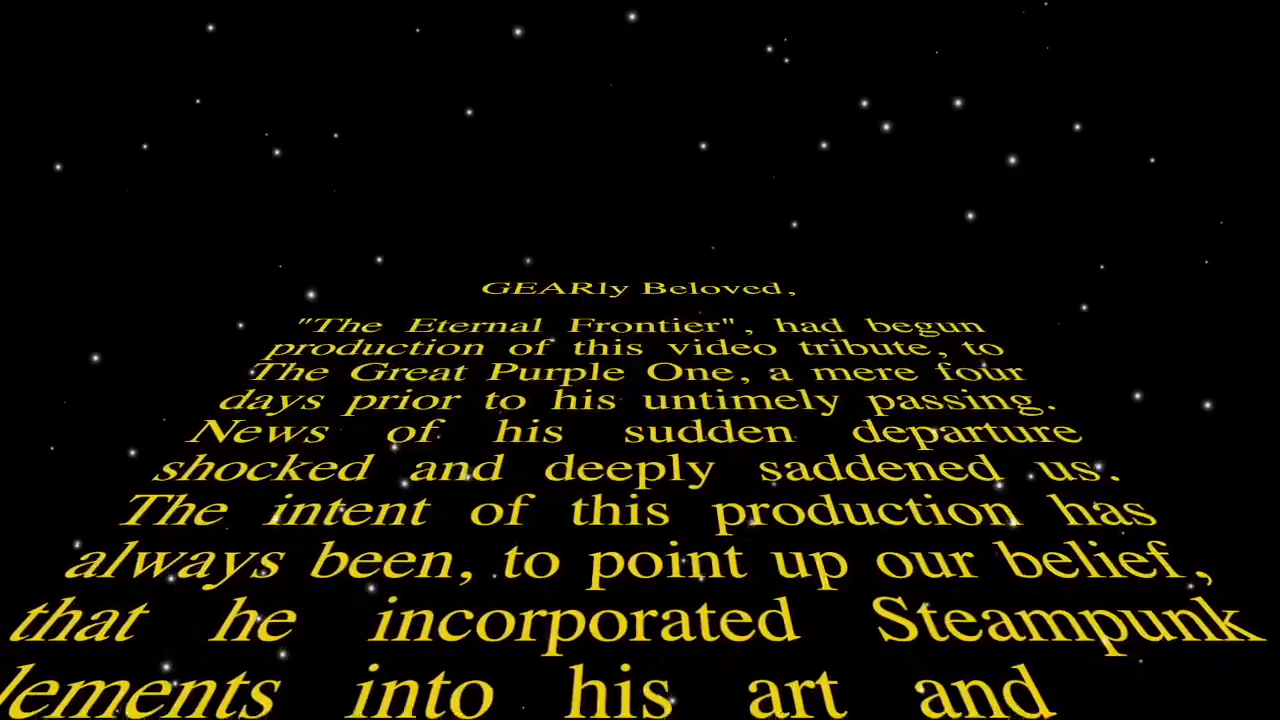 GEARly Beloved,
"The Eternal Frontier", had begun
production of this video tribute, to
The Great Purple One, a mere four
days prior to his untimely passing.
News of his sudden departure
shocked and deeply saddened us.
The intent of this production has
always been, to point up our belief,
that he incorporated Steampunk
lements into his art and